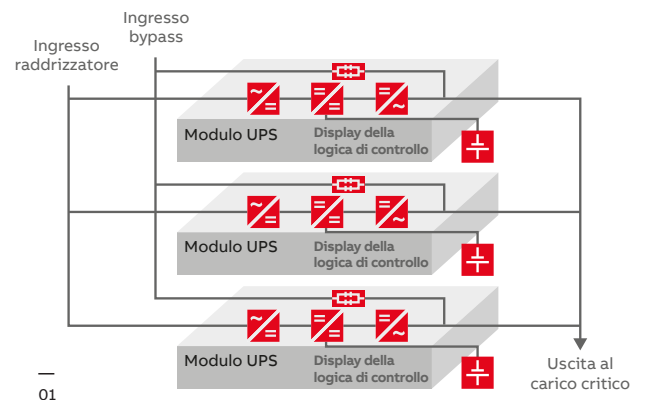 Ingresso
bypass
Ingresso
raddrizzatore
Modulo UPS
Display della
logica di controllo
Modulo UPS
Display della
logica di controllo
Modulo UPS
Display della
logica di controllo
Uscita al
carico critico
—
01